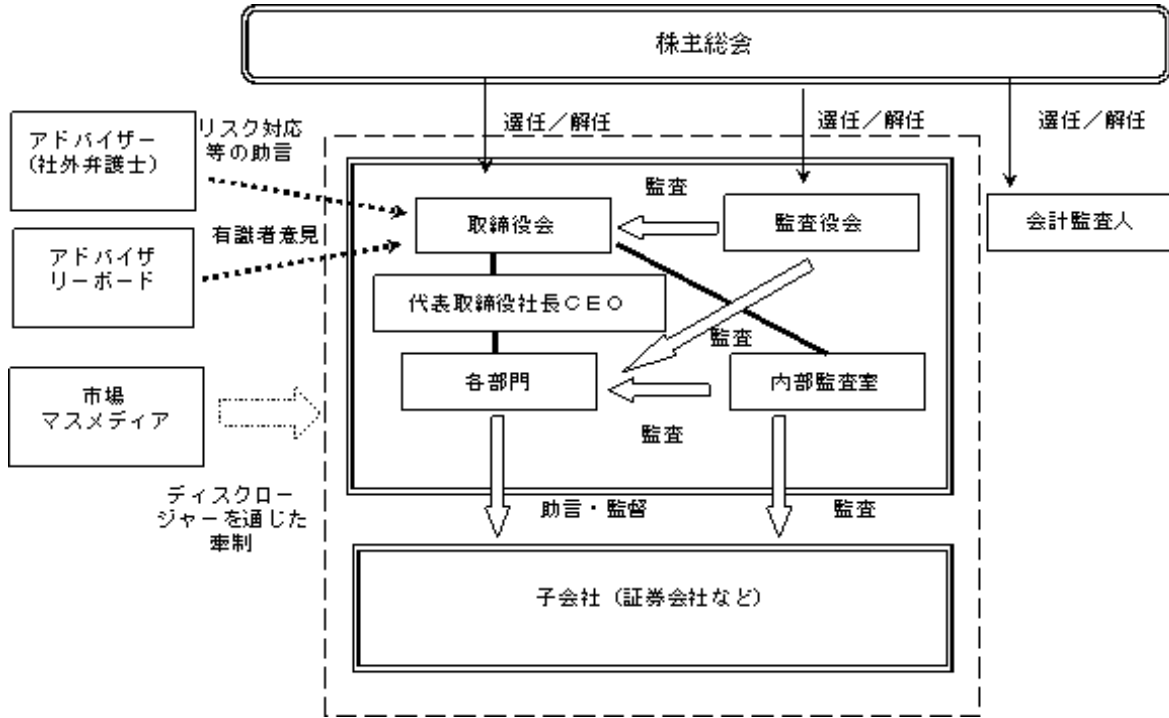 株主総会
選任／解任
選任／解任
選任／解任
アドバイザー
(社外弁護士)
リスク対応
等の助言
監査
取締役会
監査役会
会計監査人
有識者意見
アドバイザ
リーボード
代表取締役社長CEO
監査
各部門
内部監査室
市場
マスメディア
監査
ディスクロー
ジャーを通じた
牽制
助言・監督
監査
子会社（証券会社など）